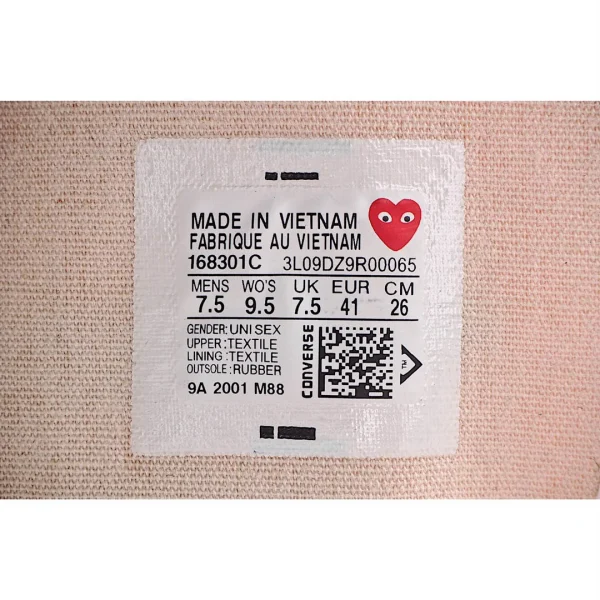 MADE IN VIETNAM
FABRIQUE AU VIETNAM
168301C 3L09DZ9R00065
MENS WO'S UK EUR CM
7.5 9.5 7.5 41 26
GENDER:UNISEX
UPPER:TEXTILE
LINING:TEXTILE
OUTSOLE:RUBBER
9A 2001 M88
CONVERSE
TM